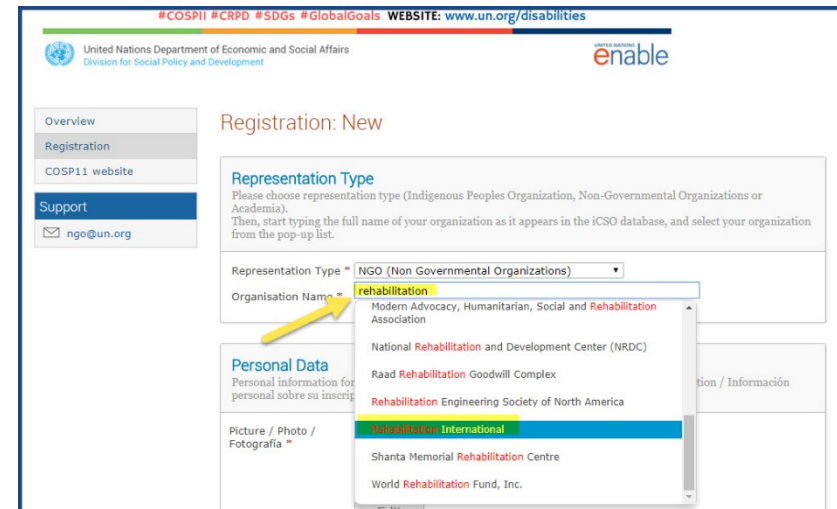 #COSPII #CRPD #SDGs #GlobalGoals WEBSITE: www.un.org/disabilities
United Nations Department of Economic and Social Affairs
Division for Social Policy and Development
UNITED NATIONS
enable
Overview
Registration
COSP11 website
Support
ngo@un.org
Registration: New
Representation Type
Please choose representation type (Indigenous Peoples Organization, Non-Governmental Organizations or
Academia).
Then, start typing the full name of your organization as it appears in the iCSO database, and select your organization
from the pop-up list.
Representation Type * NGO (Non Governmental Organizations)
Organisation Name * rehabilitation
Modern Advocacy, Humanitarian, Social and Rehabilitation
Association
National Rehabilitation and Development Center (NRDC)
Raad Rehabilitation Goodwill Complex
Rehabilitation Engineering Society of North America
Rehabilitation International
Shanta Memorial Rehabilitation Centre
World Rehabilitation Fund, Inc.
Personal Data
Personal information for tion / Información
personal sobre su inscrip
Picture / Photo /
Fotografía *